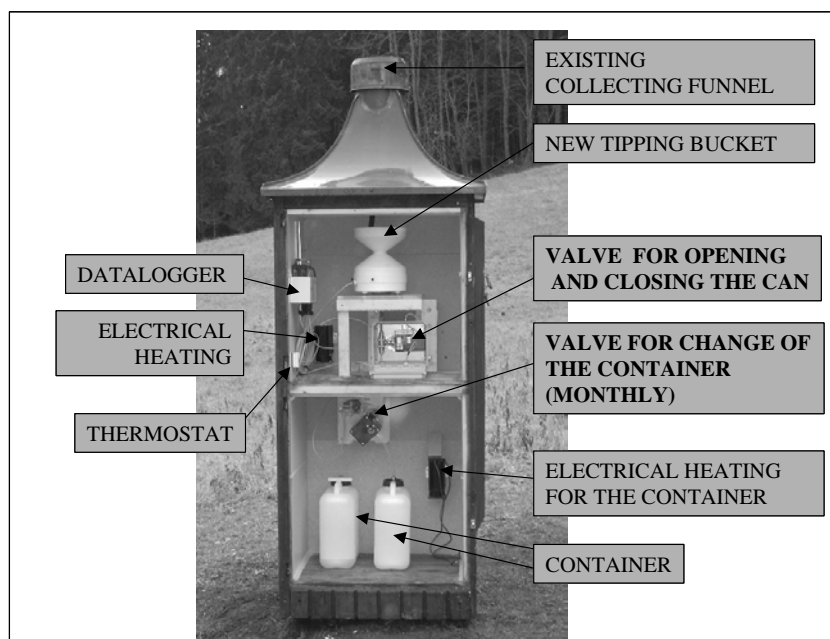 EXISTING
COLLECTING FUNNEL
NEW TIPPING BUCKET
VALVE FOR OPENING
AND CLOSING THE CAN
DATALOGGER
ELECTRICAL
HEATING
VALVE FOR CHANGE OF
THE CONTAINER
(MONTHLY)
THERMOSTAT
ELECTRICAL HEATING
FOR THE CONTAINER
CONTAINER